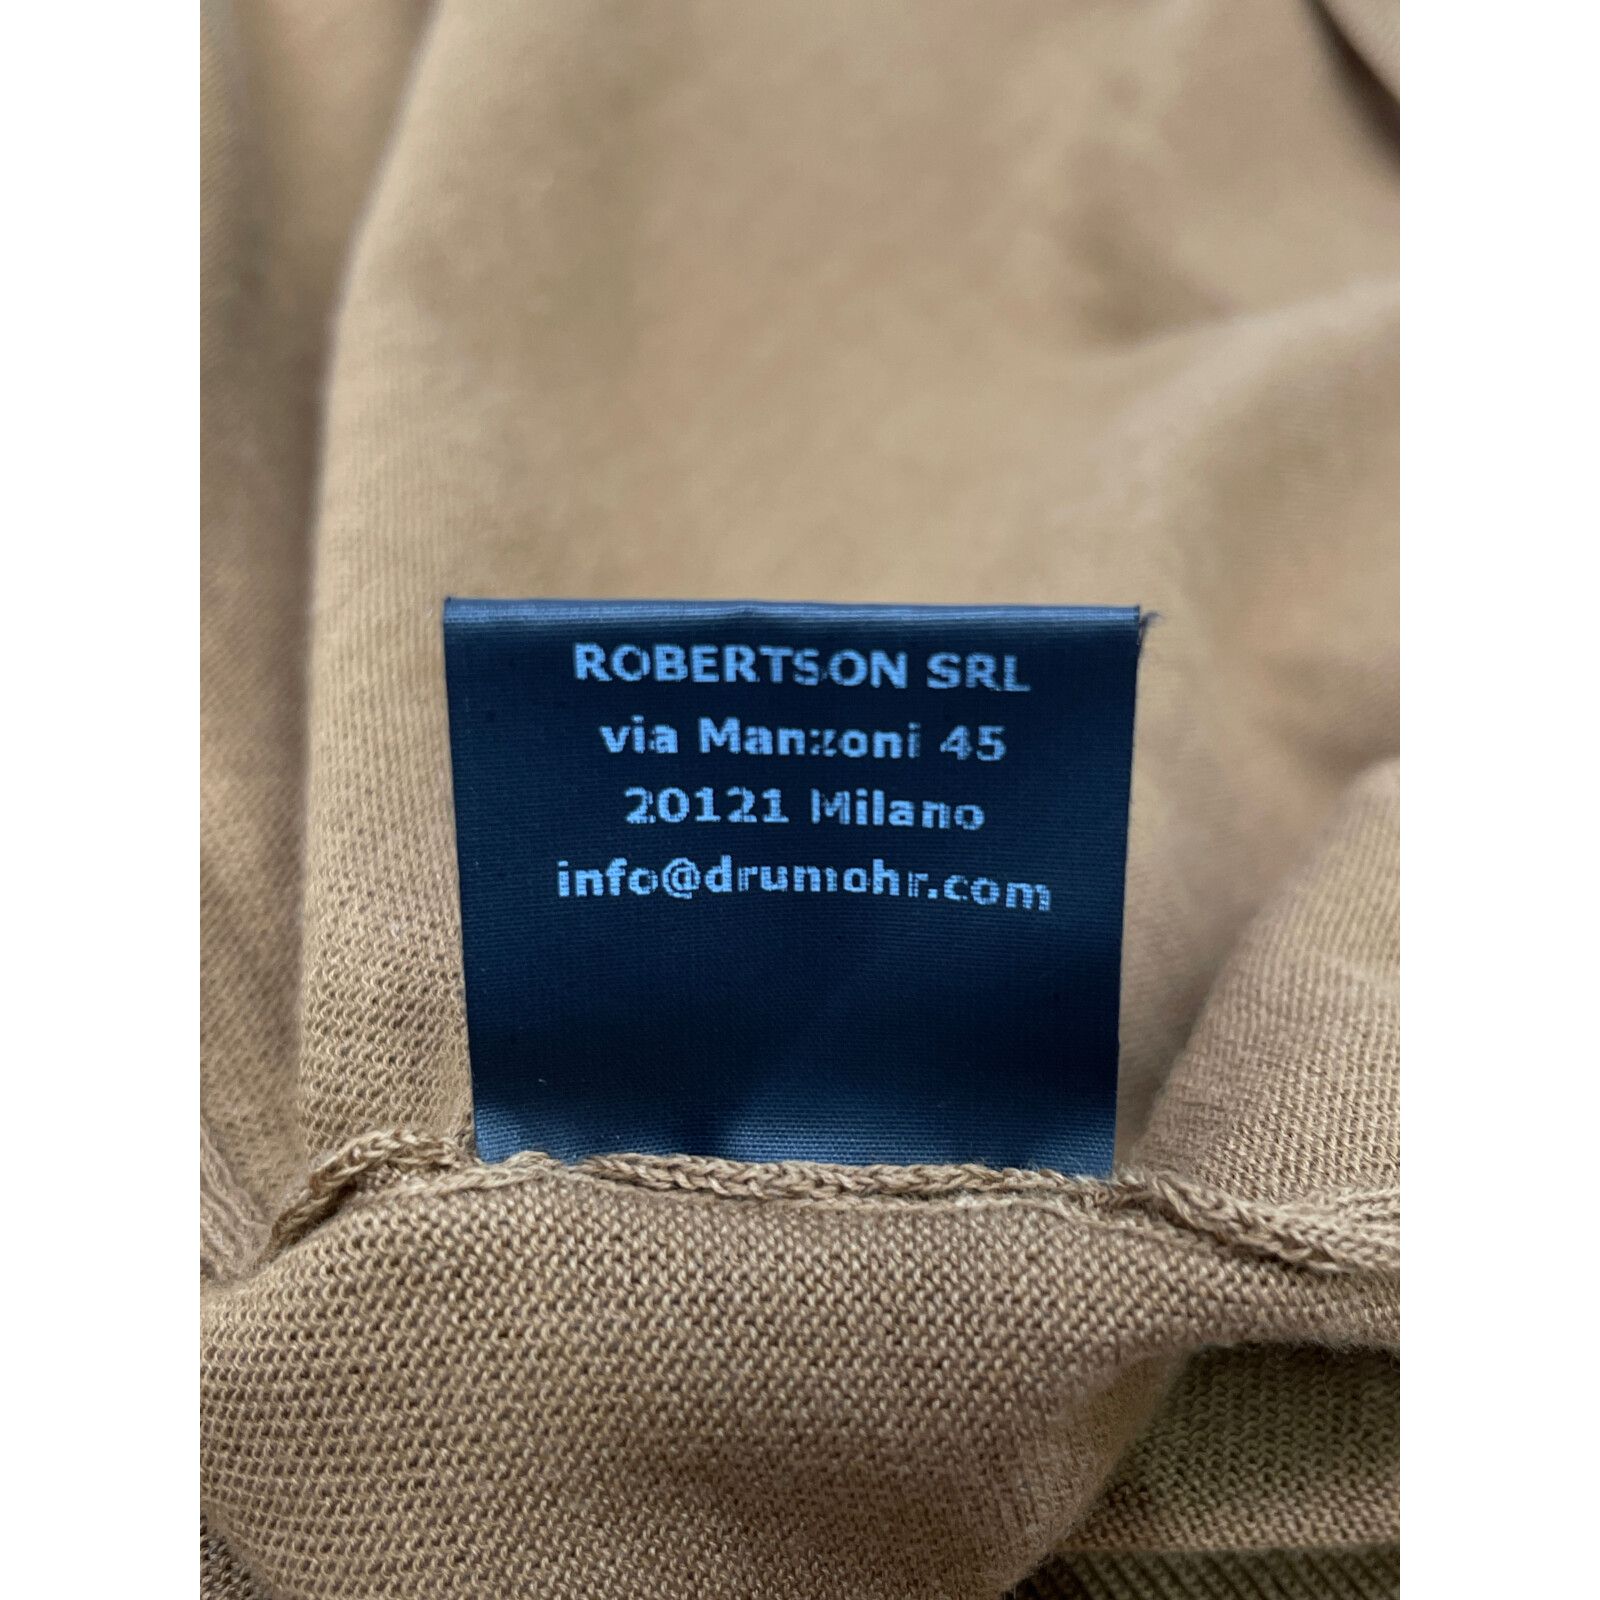 ROBERTSON SRL
via Manzoni 45
20121 Milano
info@drumohr.com